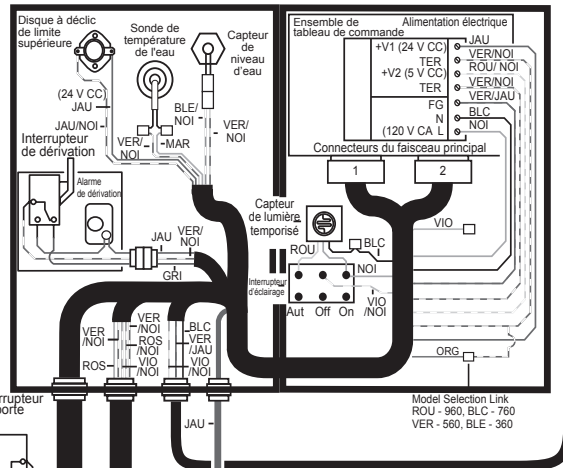 Disque à déclic
de limite
supérieure
Sonde de
température
de l'eau
Capteur
de
niveau
d'eau
(24 V CC)
JAU
JAU/NOI
VER/
NOI
MAR
BLE/
NOI
VER/
NOI
Interrupteur
de dérivation
Alarme
de dérivation
JAU
VER/
NOI
GRI
Ensemble de
tableau de commande
Alimentation électrique
+V1 (24 V CC)
TER
+V2 (5 V CC)
TER
FG
N
(120 V CA L
JAU
VER/NOI
ROU/ NOI
VER/NOI
VER/JAU
BLC
NOI
Connecteurs du faisceau principal
1
2
Capteur
de lumière
temporisé
VIO
ROU
BLC
NOI
Interrupteur
d'éclairage
Aut Off On
VIO
/NOI
ORG
VER
/NOI
ROS
VER
/NOI
ROS
/NOI
VIO
/NOI
BLC
VER
/JAU
VIO
/NOI
JAU
rrupteur
porte
Model Selection Link
ROU - 960, BLC - 760
VER - 560, BLE - 360